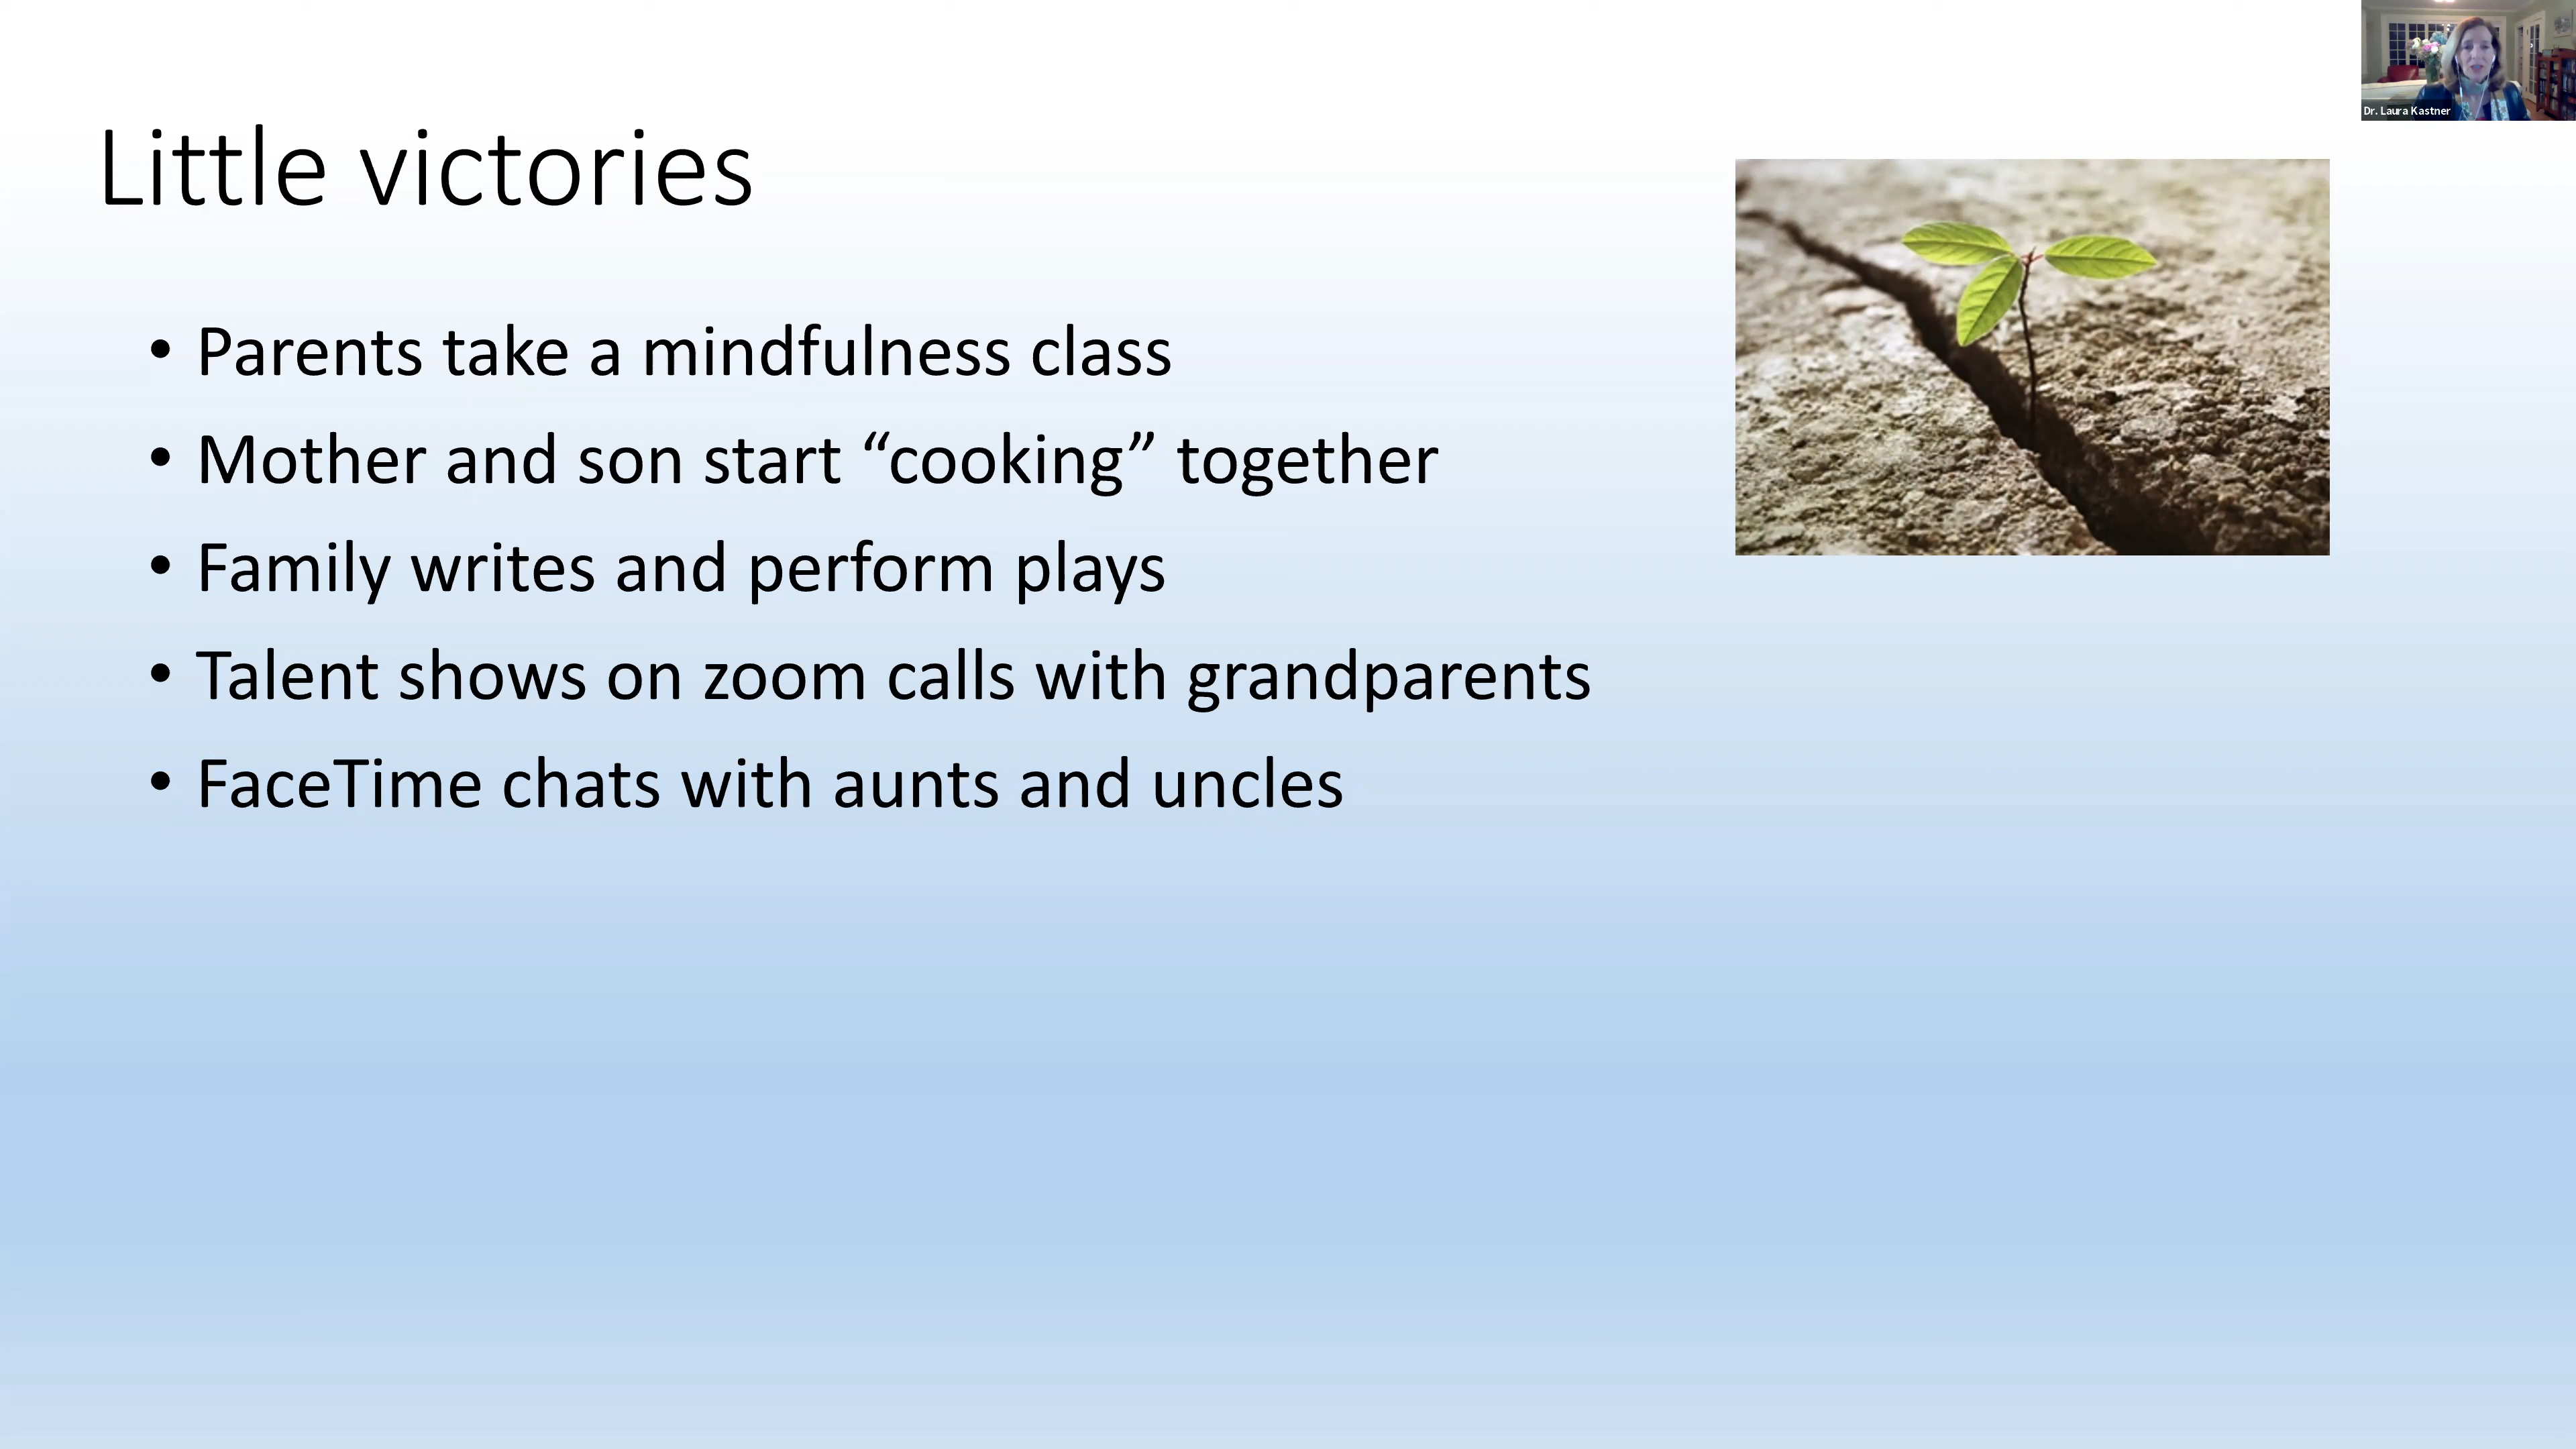 Little victories
• Parents take a mindfulness class
• Mother and son start “cooking” together
• Family writes and perform plays
• Talent shows on zoom calls with grandparents
• FaceTime chats with aunts and uncles
Dr. Laura Kastner